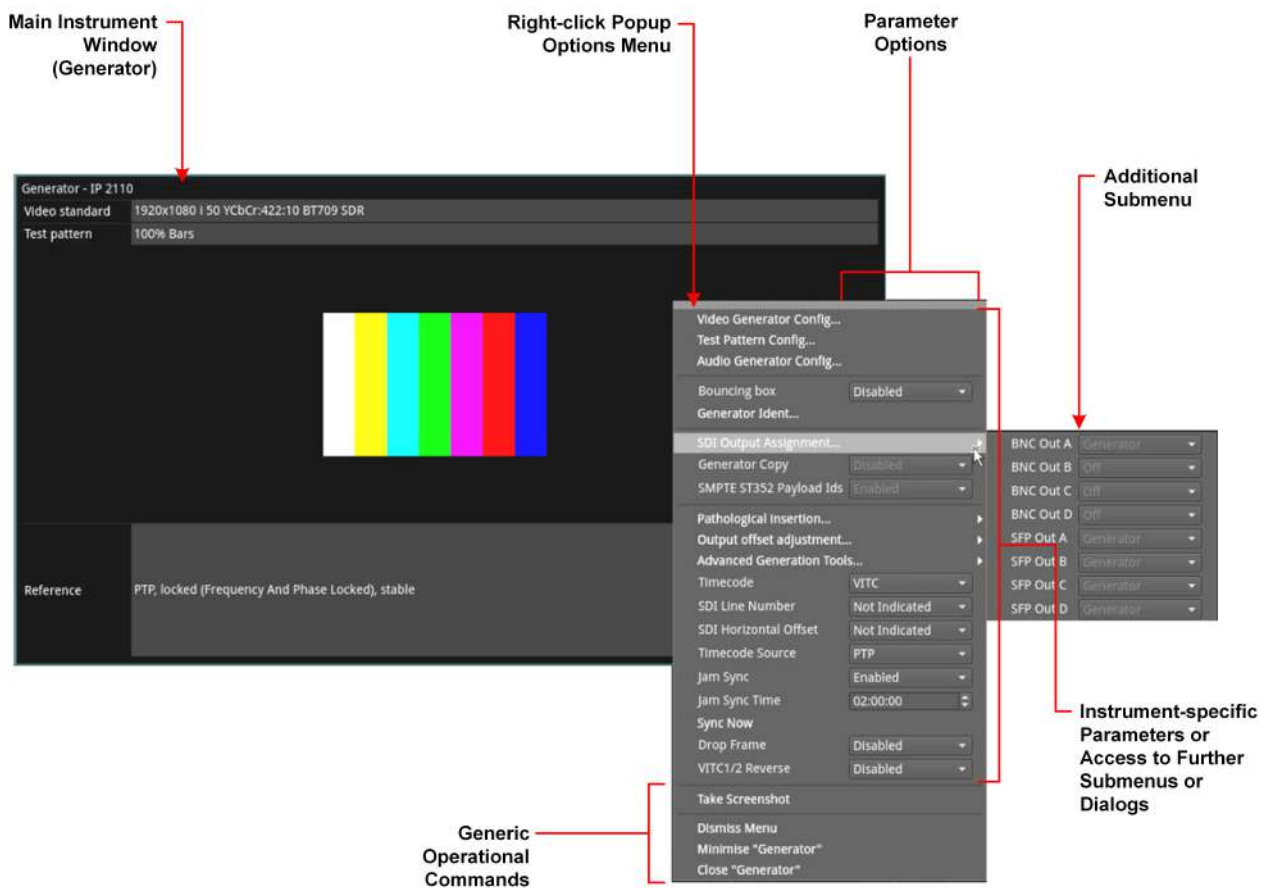 Main Instrument
Window
(Generator)
Right-click Popup
Options Menu
Parameter
Options
Additional
Submenu
Generator - IP 2110
Video standard 1920x1080 i 50 YCbCr:422:10 BT709 SDR
Test pattern 100% Bars
Reference PTP, locked (Frequency And Phase Locked), stable
Video Generator Config...
Test Pattern Config...
Audio Generator Config...
Bouncing box Disabled
Generator Ident...
SDI Output Assignment...
Generator Copy Disabled
SMPTE ST352 Payload Ids Enabled
Pathological Insertion...
Output offset adjustment...
Advanced Generation Tools...
Timecode VITC
SDI Line Number Not Indicated
SDI Horizontal Offset Not Indicated
Timecode Source PTP
Jam Sync Enabled
Jam Sync Time 02:00:00
Sync Now
Drop Frame Disabled
VITC1/2 Reverse Disabled
Take Screenshot
Dismiss Menu
Minimise "Generator"
Close "Generator"
BNC Out A Generator
BNC Out B Off
BNC Out C Off
BNC Out D Off
SFP Out A Generator
SFP Out B Generator
SFP Out C Generator
SFP Out D Generator
Instrument-specific
Parameters or
Access to Further
Submenus or
Dialogs
Generic
Operational
Commands